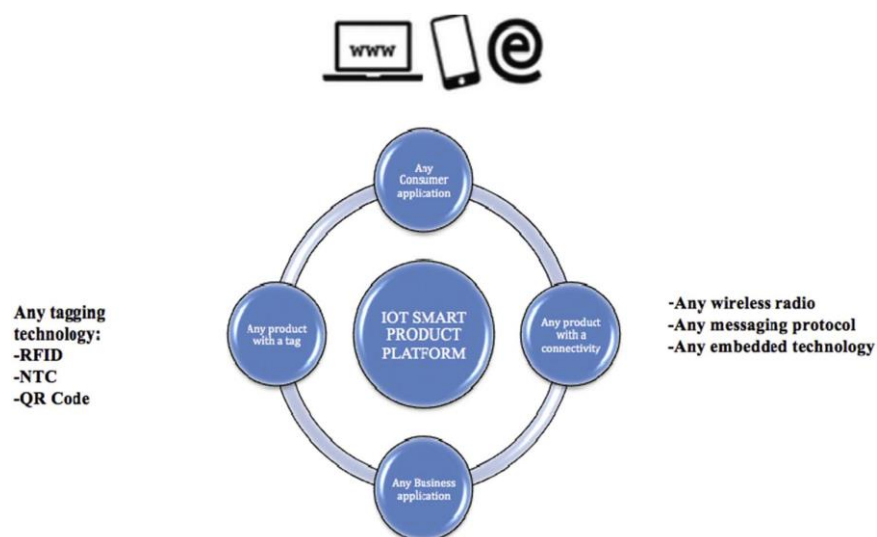 www
e
Any
Consumer
application
Any tagging
technology:
-RFID
-NTC
-QR Code
Any product
with a tag
IOT SMART
PRODUCT
PLATFORM
Any product
with a
connectivity
-Any wireless radio
-Any messaging protocol
-Any embedded technology
Any Business
application